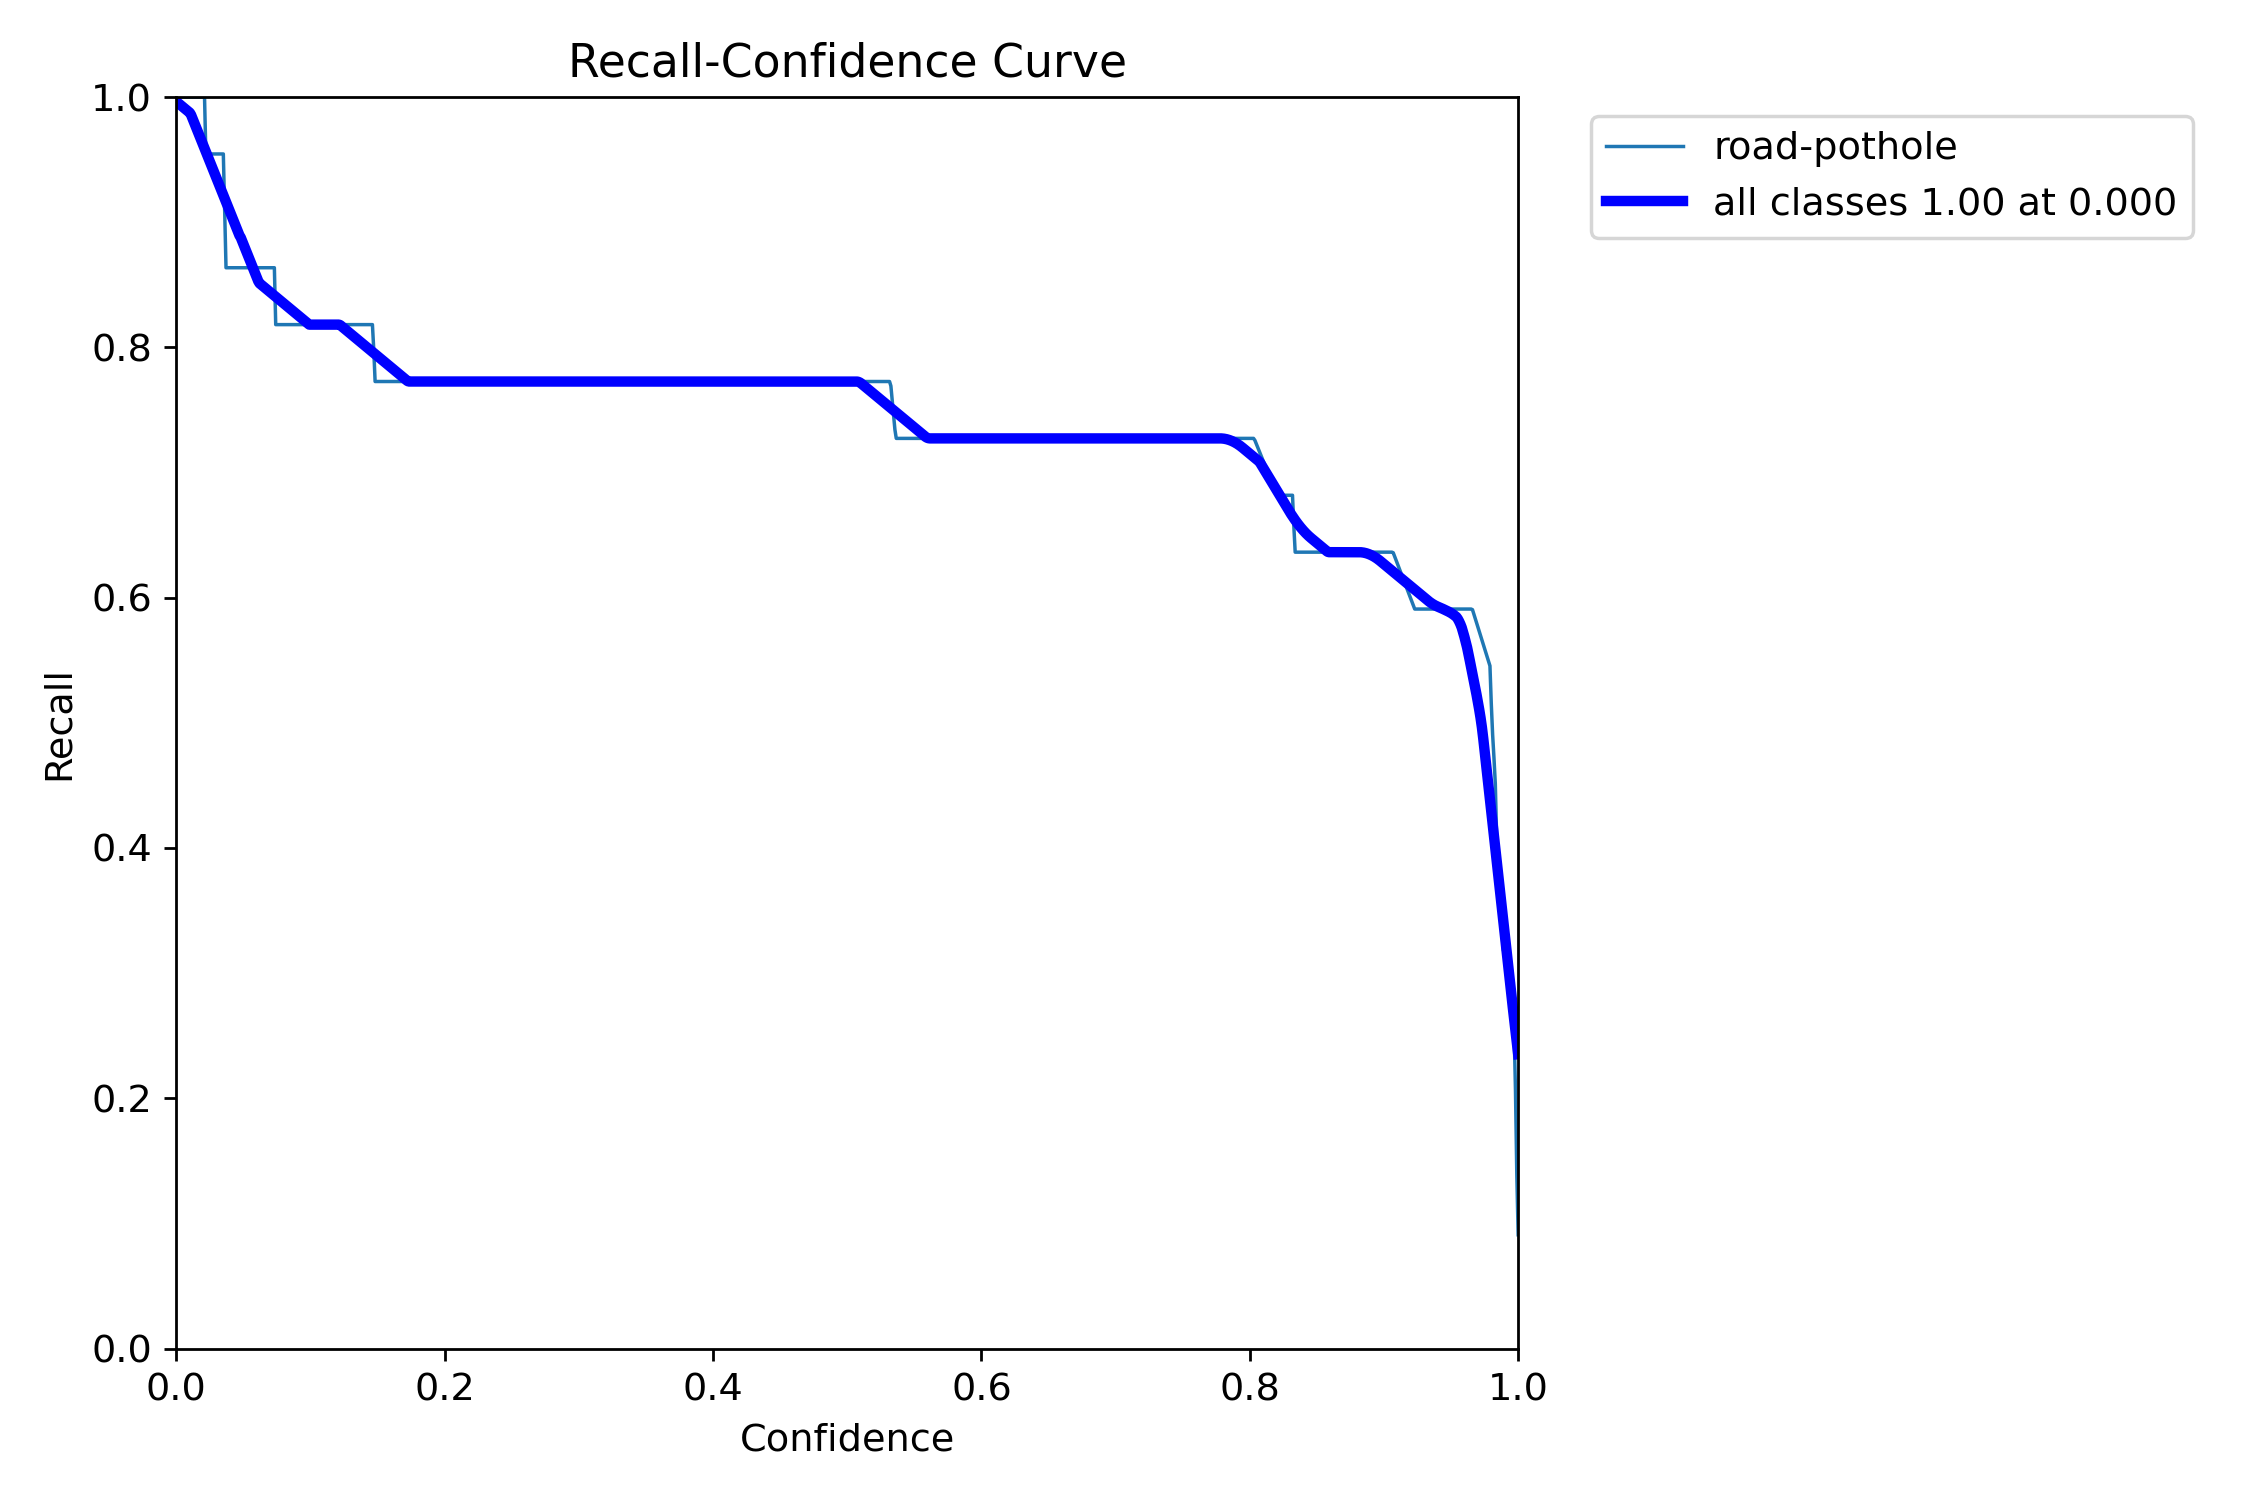 Recall-Confidence Curve
1.0
0.8
0.6
0.4
0.2
0.0
Recall
0.0 0.2 0.4 0.6 0.8 1.0
Confidence
road-pothole
all classes 1.00 at 0.000